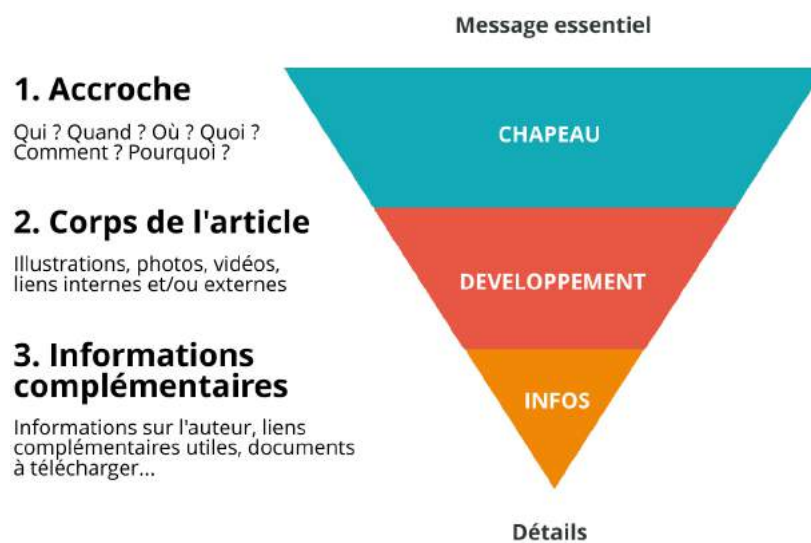 Message essentiel
1. Accroche
Qui ? Quand ? Où ? Quoi ?
Comment ? Pourquoi ?
CHAPEAU
2. Corps de l'article
Illustrations, photos, vidéos,
liens internes et/ou externes
DEVELOPPEMENT
3. Informations
complémentaires
Informations sur l'auteur, liens
complémentaires utiles, documents
à télécharger...
INFOS
Détails